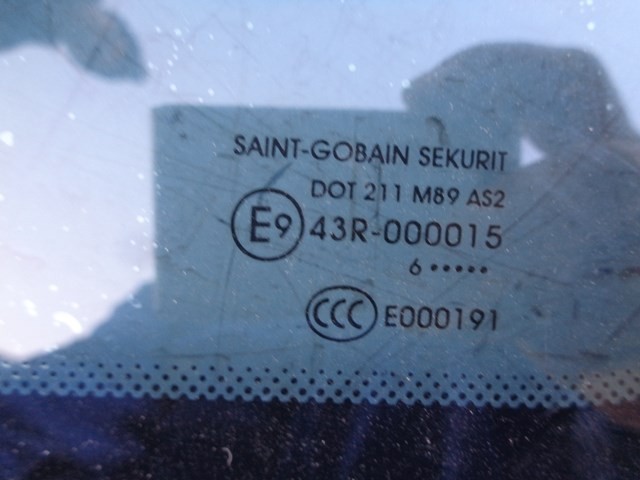 SAINT-GOBAIN SEKURIT
DOT 211 M89 AS2
E9 43R-000015
6 •••••
CCC E000191